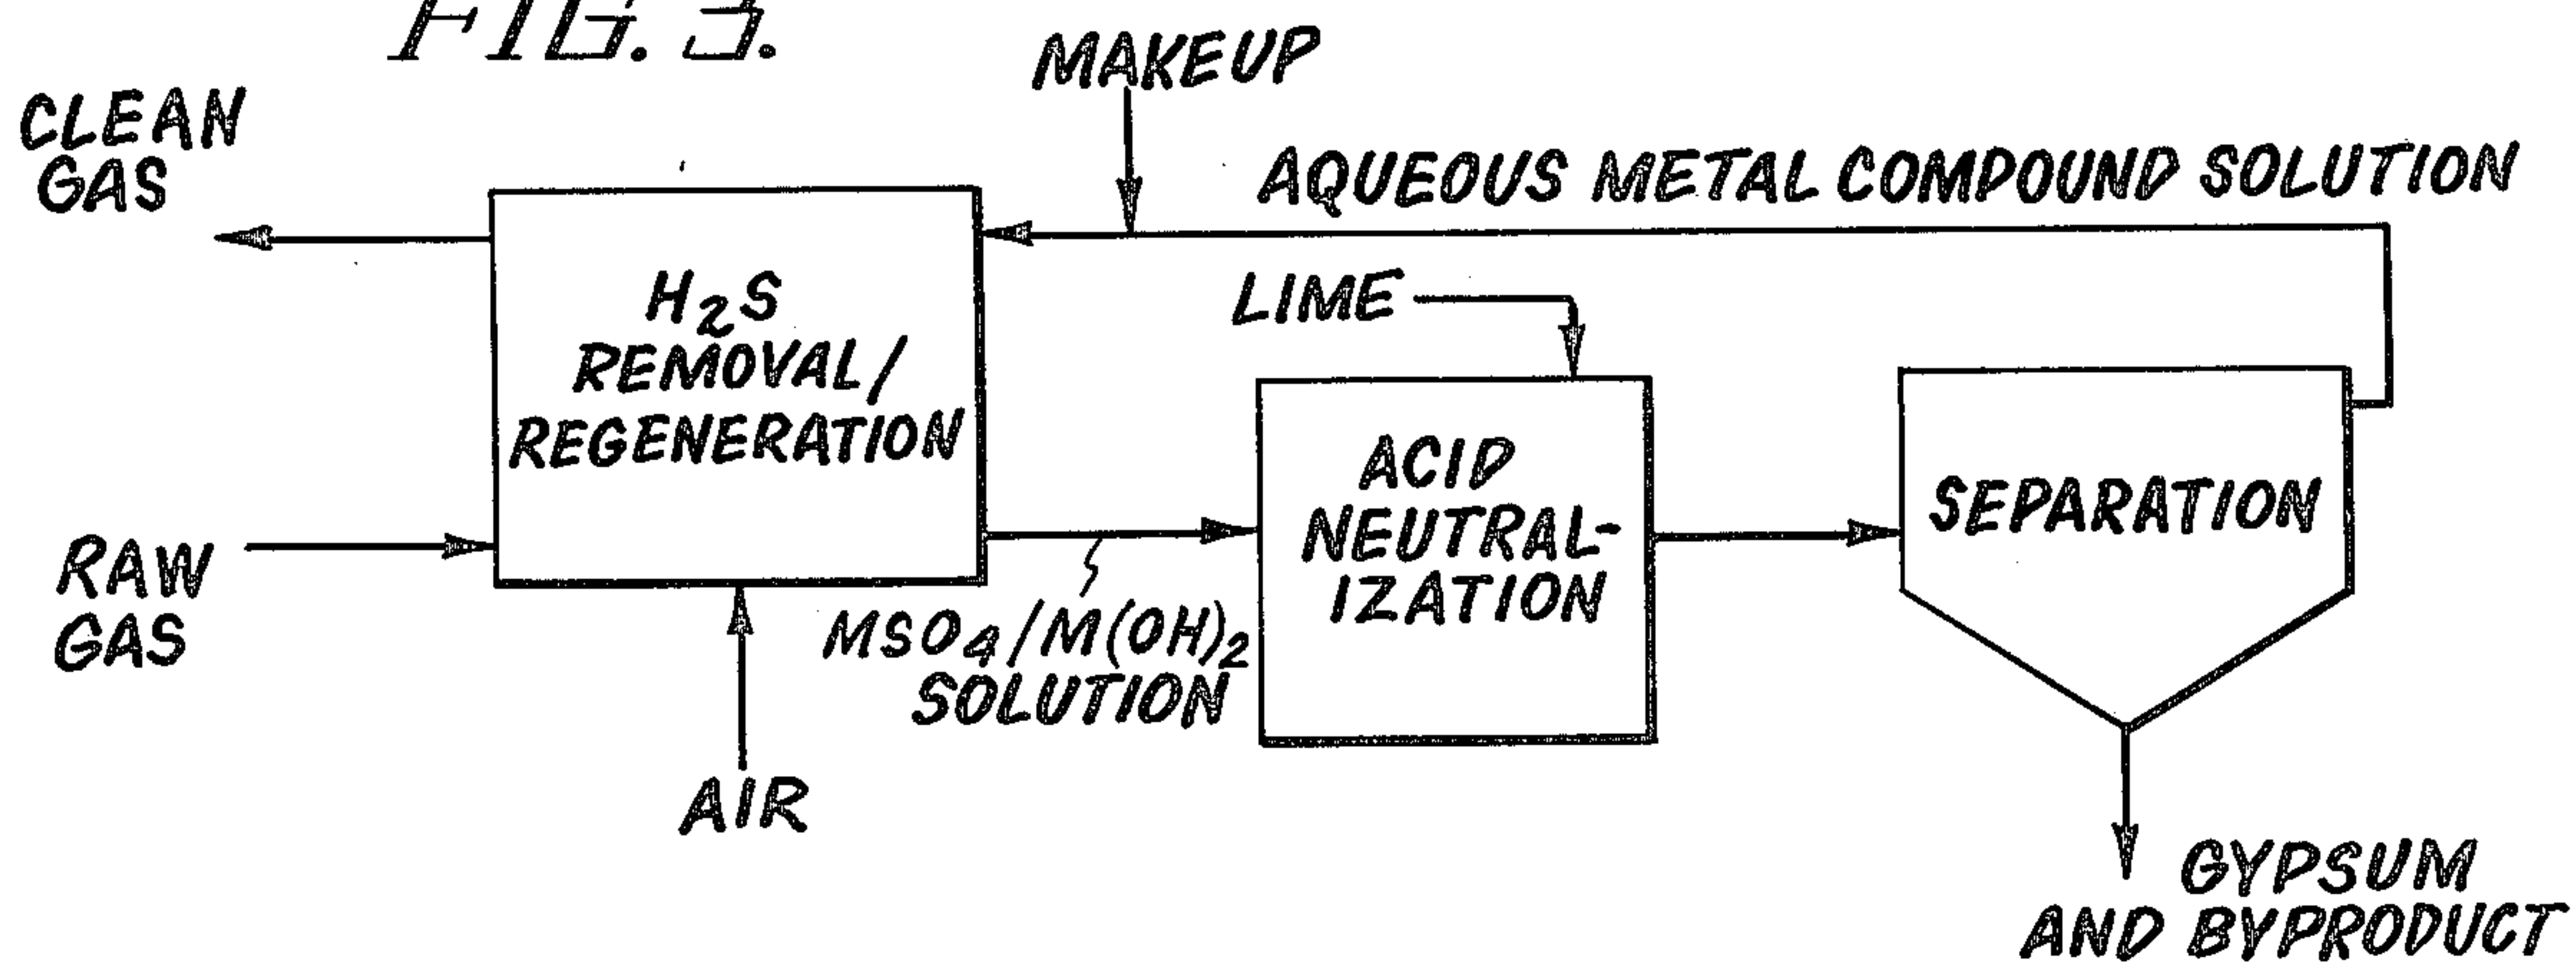 FIG. 3.
MAKEUP
CLEAN
GAS
AQUEOUS METAL COMPOUND SOLUTION
H2S
REMOVAL/
REGENERATION
LIME
ACID
NEUTRAL-
IZATION
SEPARATION
RAW
GAS
MSO4/M(OH)2
SOLUTION
AIR
GYPSUM
AND BYPRODUCT